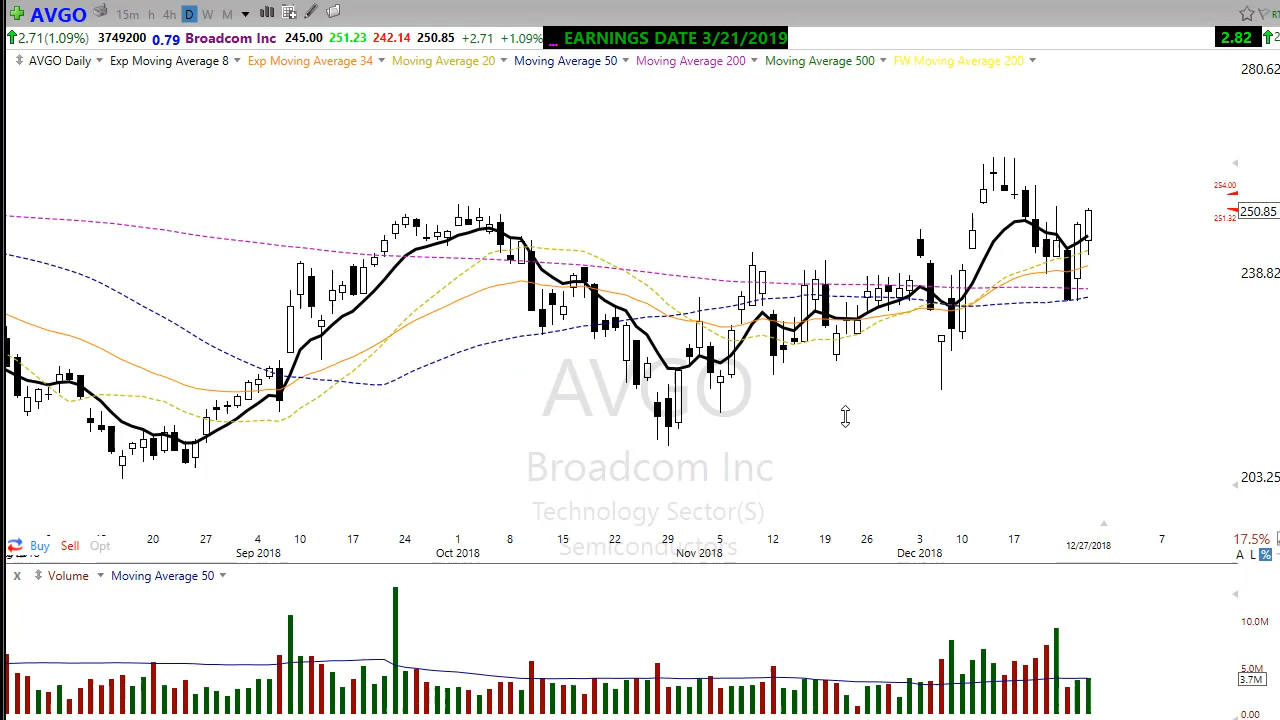 AVGO 15m h 4h D W M
2.71(1.09%) 3749200 0.79 Broadcom Inc 245.00 251.23 242.14 250.85 +2.71 +1.09% ... EARNINGS DATE 3/21/2019 2.82
AVGO Daily Exp Moving Average 8 Exp Moving Average 34 Moving Average 20 Moving Average 50 Moving Average 200 Moving Average 500 FW Moving Average 200
280.62
254.00
250.85
251.32
238.82
AVGO
Broadcom Inc
203.25
Technology Sector(S)
Semiconductors
20 27 4 10 17 24 1 8 15 22 29 5 12 19 26 3 10 17 12/27/2018 7
Sep 2018 Oct 2018 Nov 2018 Dec 2018
Buy Sell Opt
17.5%
A L %
X Volume Moving Average 50
10.0M
5.0M
3.7M
0.00